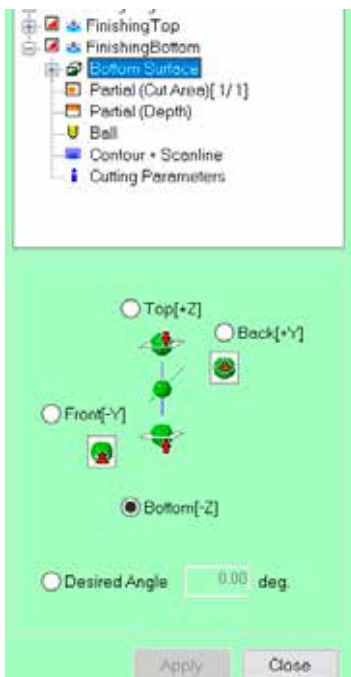 FinishingTop
FinishingBottom
Bottom Surface
Partial (Cut Area)[ 1/ 1]
Partial (Depth)
Ball
Contour + Scanline
Cutting Parameters
Top[+Z]
Back[+Y]
Front[-Y]
Bottom[-Z]
Desired Angle 0.00 deg.
Apply Close